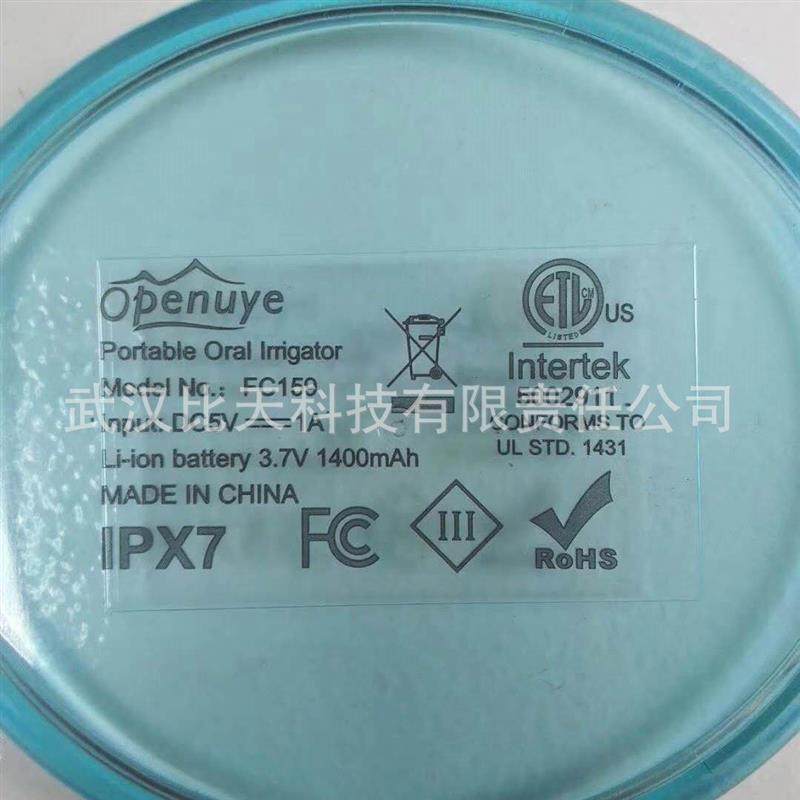 Openuye
Portable Oral Irrigator
Model No.: FC159
Input: DC5V 1A
Li-ion battery 3.7V 1400mAh
MADE IN CHINA
IPX7
FC
III
RoHS
ETL CM
LISTED
US
Intertek
CONFORMS TO
UL STD. 1431
武汉比天科技有限责任公司